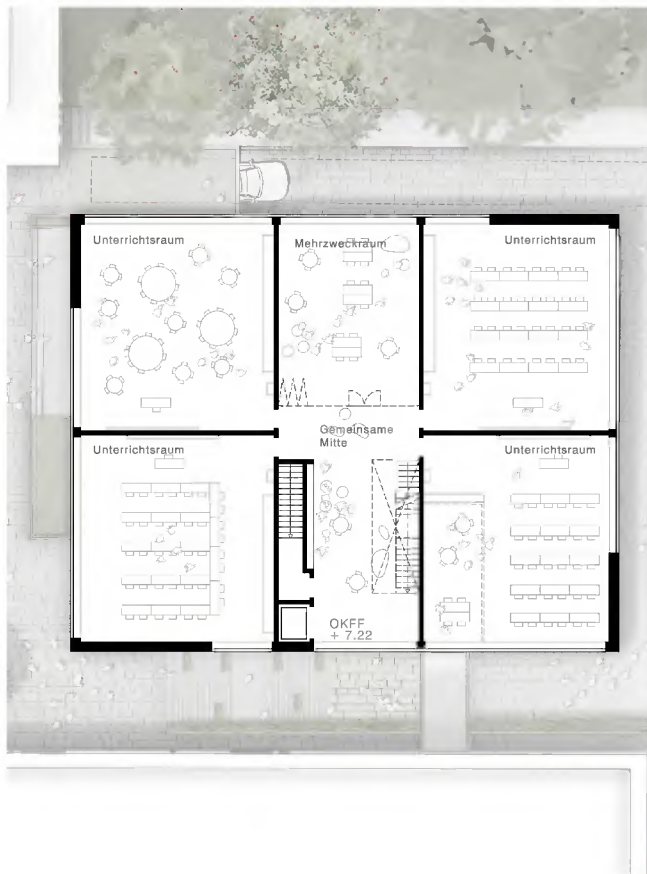 Unterrichtsraum
Mehrzweckraum
Unterrichtsraum
Gemeinsame
Mitte
Unterrichtsraum
Unterrichtsraum
OKFF
+ 7.22